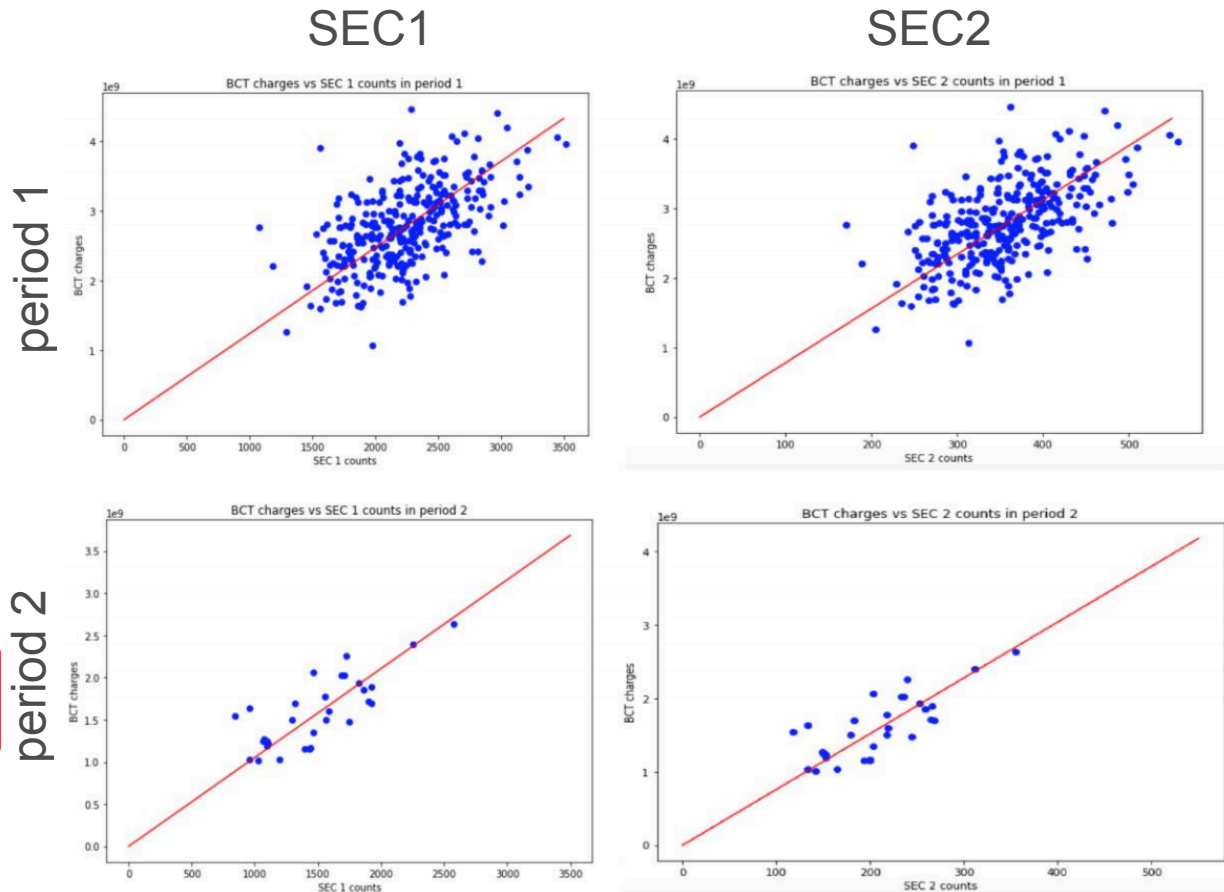 SEC1
SEC2
period 1
BCT charges vs SEC 1 counts in period 1
1e9
BCT charges
4
3
2
1
0
0 500 1000 1500 2000 2500 3000 3500
SEC 1 counts
BCT charges vs SEC 2 counts in period 1
1e9
BCT charges
4
3
2
1
0
0 100 200 300 400 500
SEC 2 counts
period 2
BCT charges vs SEC 1 counts in period 2
1e9
BCT charges
3.5
3.0
2.5
2.0
1.5
1.0
0.5
0.0
0 500 1000 1500 2000 2500 3000 3500
SEC 1 counts
BCT charges vs SEC 2 counts in period 2
1e9
BCT charges
4
3
2
1
0
0 100 200 300 400 500
SEC 2 counts